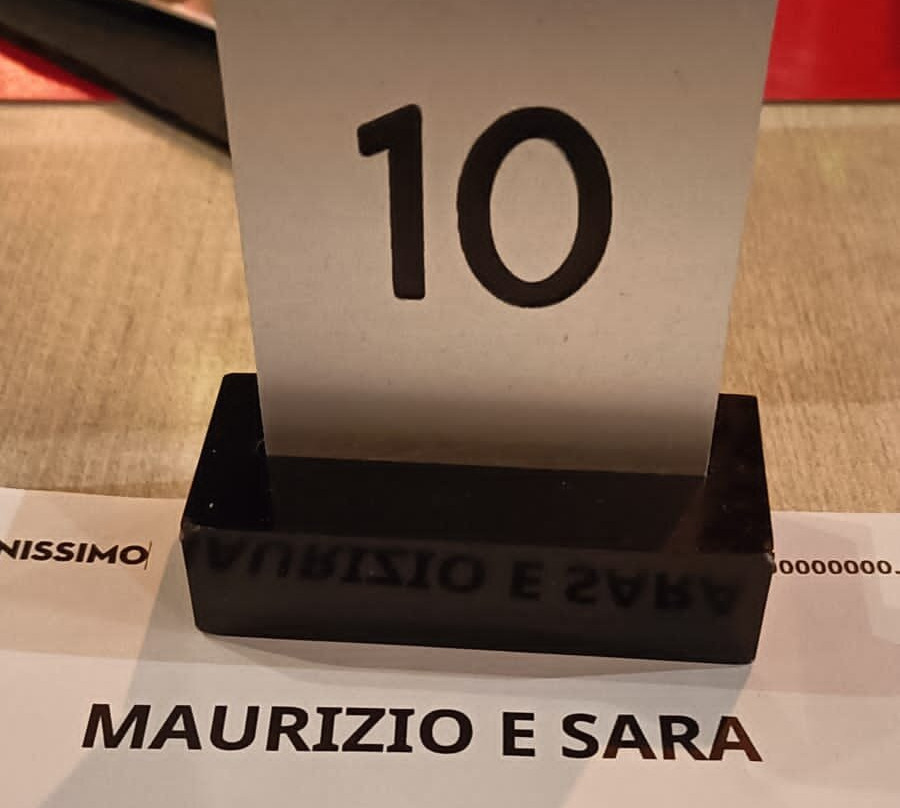 10
NISSIMO
0000000.
MAURIZIO E SARA